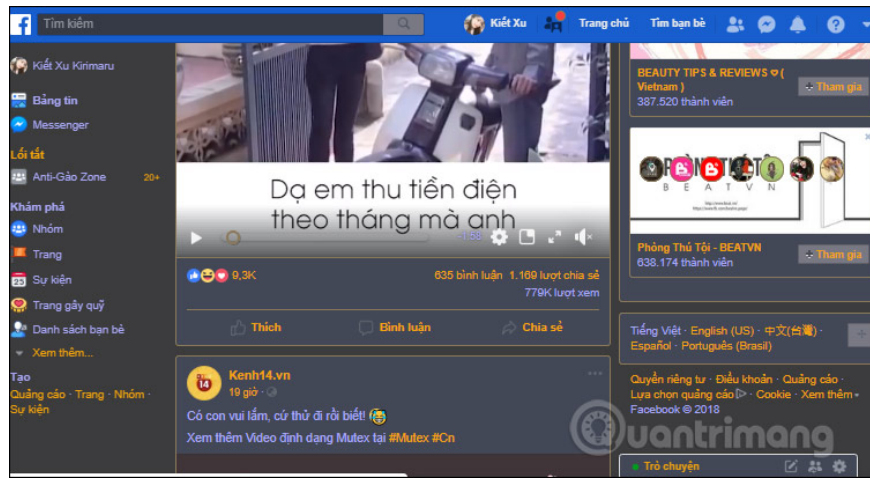 f
Tìm kiếm
Kiết Xu
Trang chủ
Tìm bạn bè
Kiết Xu Kirimaru
Bảng tin
Messenger
Lối tắt
Anti-Gào Zone 20+
Khám phá
Nhóm
Trang
Sự kiện
Trang gây quỹ
Danh sách bạn bè
Xem thêm...
Tạo
Quảng cáo · Trang · Nhóm ·
Sự kiện
Dạ em thu tiền điện
theo tháng mà anh
9,3K
635 bình luận 1.169 lượt chia sẻ
779K lượt xem
Thích
Bình luận
Chia sẻ
14
Kenh14.vn
19 giờ ·
Có con vui lắm, cứ thử đi rồi biết!
Xem thêm Video định dạng Mutex tại #Mutex #Cn
BEAUTY TIPS & REVIEWS ♡ (
Vietnam )
387.520 thành viên
+ Tham gia
BEATVN
Phòng Thú Tội - BEATVN
638.174 thành viên
+ Tham gia
Tiếng Việt · English (US) · 中文(台灣) ·
Español · Português (Brasil)
Quyền riêng tư · Điều khoản · Quảng cáo ·
Lựa chọn quảng cáo · Cookie · Xem thêm
Facebook © 2018
Quantrimang
Trò chuyện